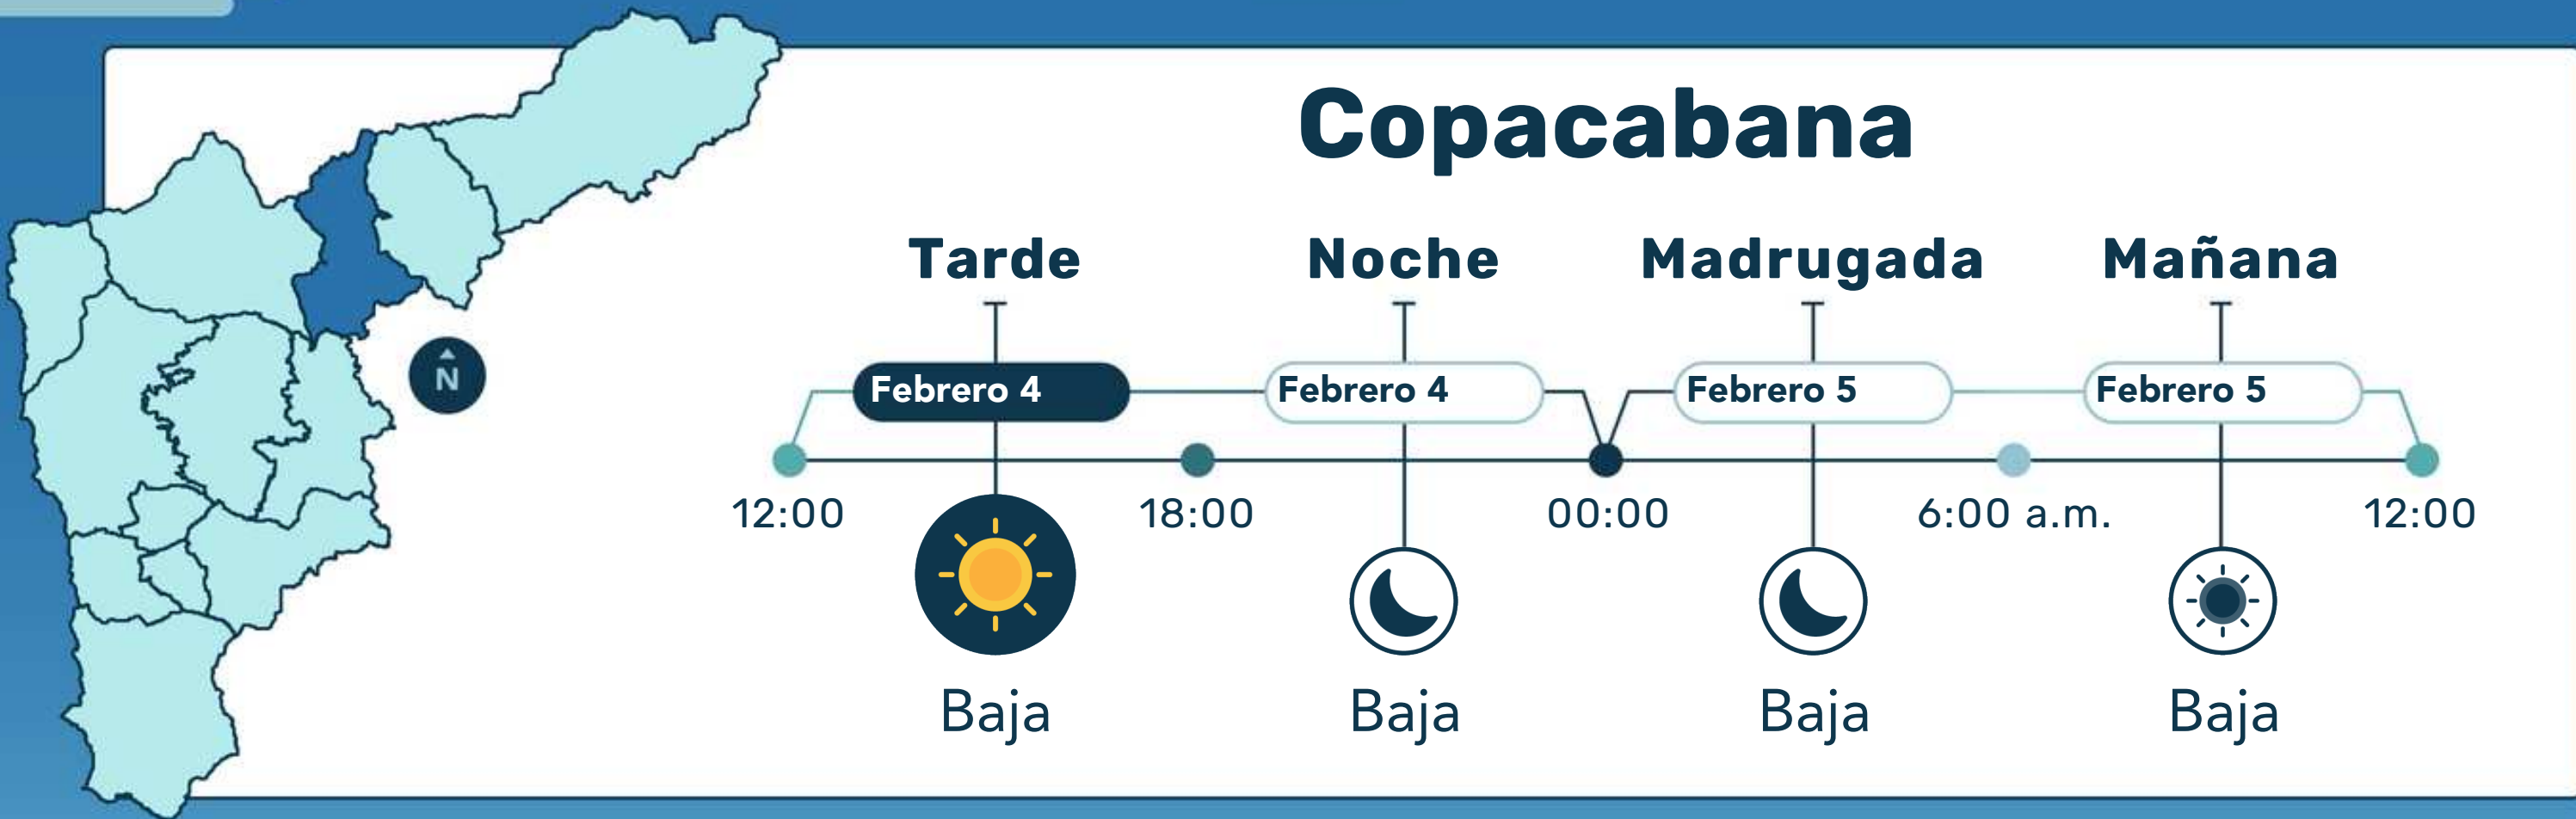 Copacabana
Tarde Noche Madrugada Mañana
Febrero 4 Febrero 4 Febrero 5 Febrero 5
N
12:00 18:00 00:00 6:00 a.m. 12:00
Baja Baja Baja Baja